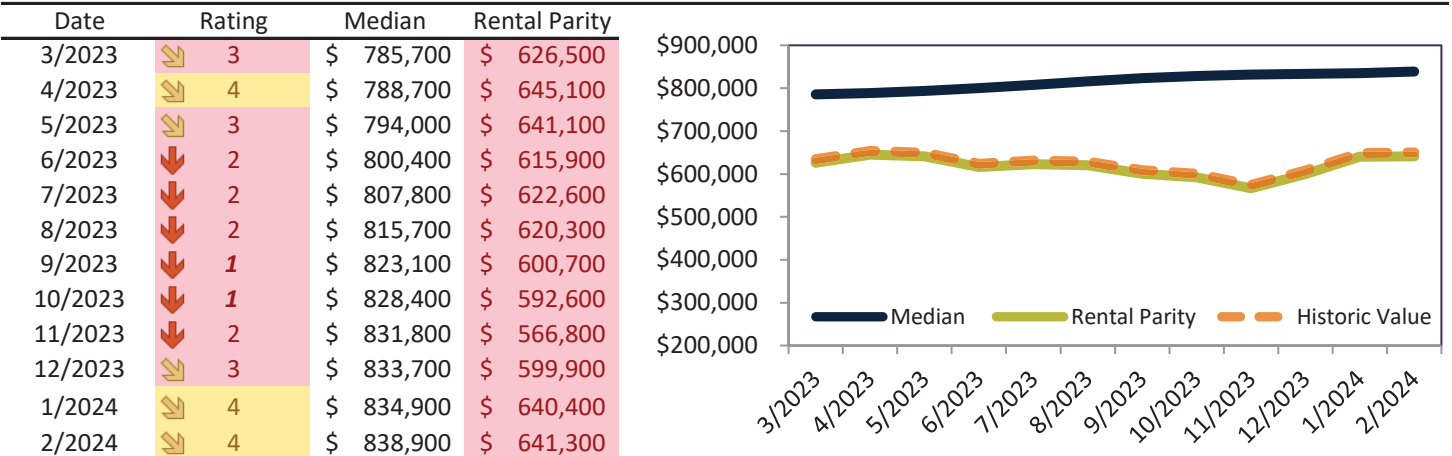 Date Rating Median Rental Parity
3/2023 3 $ 785,700 $ 626,500
4/2023 4 $ 788,700 $ 645,100
5/2023 3 $ 794,000 $ 641,100
6/2023 2 $ 800,400 $ 615,900
7/2023 2 $ 807,800 $ 622,600
8/2023 2 $ 815,700 $ 620,300
9/2023 1 $ 823,100 $ 600,700
10/2023 1 $ 828,400 $ 592,600
11/2023 2 $ 831,800 $ 566,800
12/2023 3 $ 833,700 $ 599,900
1/2024 4 $ 834,900 $ 640,400
2/2024 4 $ 838,900 $ 641,300
$900,000
$800,000
$700,000
$600,000
$500,000
$400,000
$300,000
$200,000
Median Rental Parity Historic Value
3/2023 4/2023 5/2023 6/2023 7/2023 8/2023 9/2023 10/2023 11/2023 12/2023 1/2024 2/2024